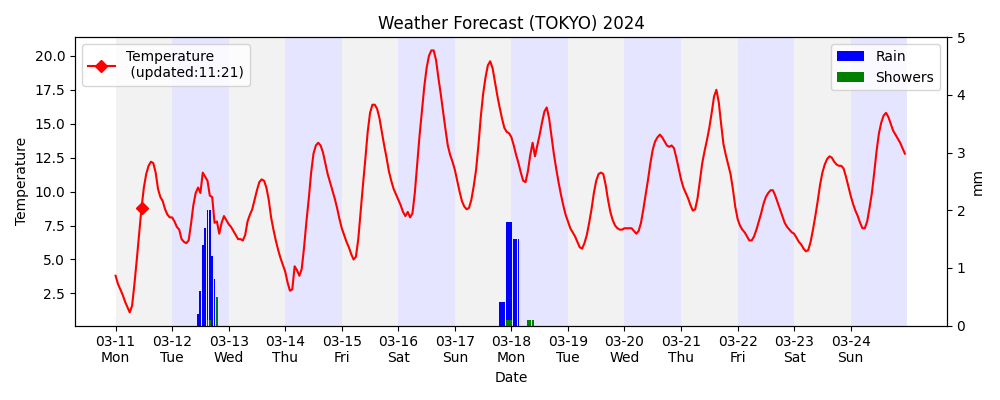 Weather Forecast (TOKYO) 2024
Temperature
(updated:11:21)
Rain
Showers
Temperature
20.0
17.5
15.0
12.5
10.0
7.5
5.0
2.5
5
4
3
2
1
0
mm
03-11 03-12 03-13 03-14 03-15 03-16 03-17 03-18 03-19 03-20 03-21 03-22 03-23 03-24
Mon Tue Wed Thu Fri Sat Sun Mon Tue Wed Thu Fri Sat Sun
Date